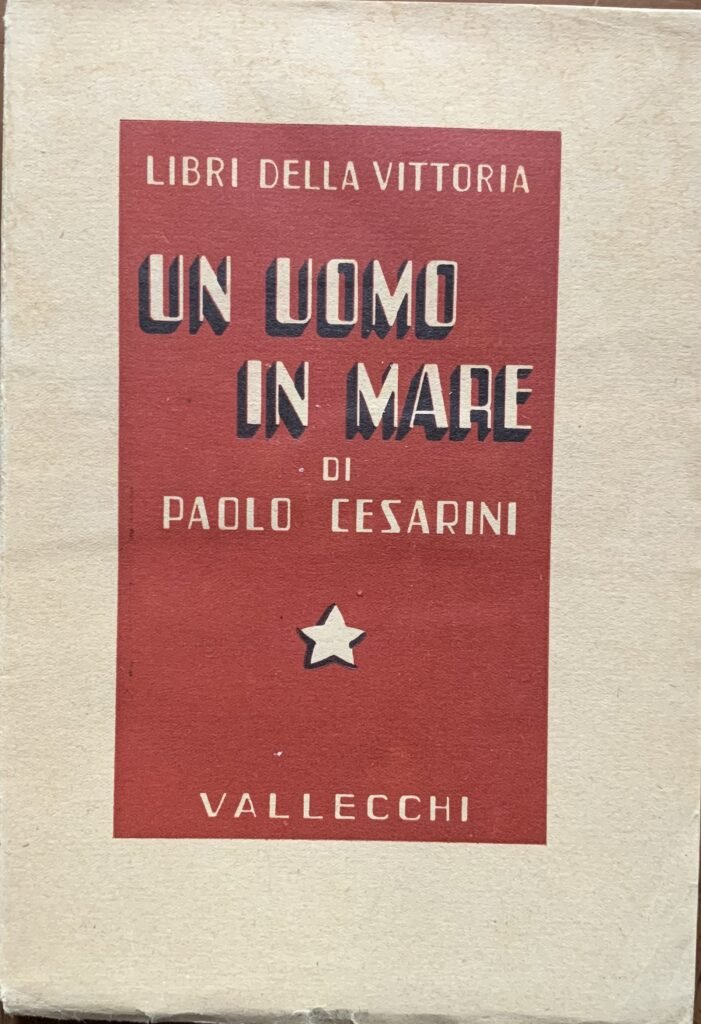 LIBRI DELLA VITTORIA
UN UOMO
IN MARE
DI
PAOLO CESARINI
VALLECCHI